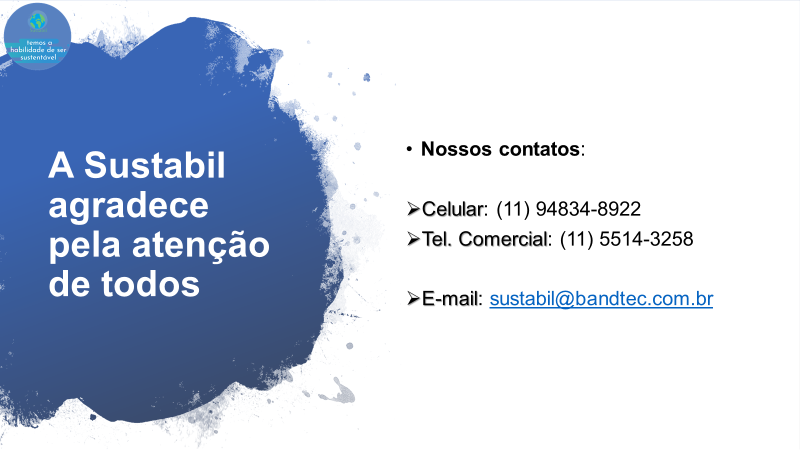 temos a
habilidade de ser
sustentável
A Sustabil
agradece
pela atenção
de todos
• Nossos contatos:
➢Celular: (11) 94834-8922
➢Tel. Comercial: (11) 5514-3258
➢E-mail: sustabil@bandtec.com.br